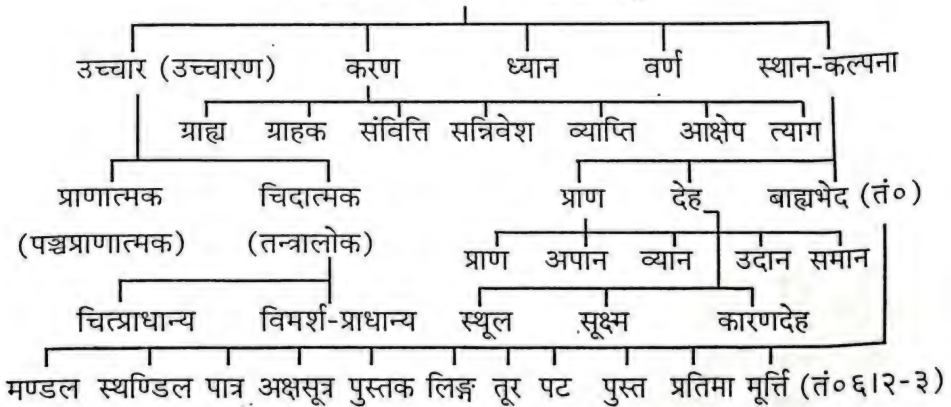 उच्चार (उच्चारण) करण ध्यान वर्ण स्थान-कल्पना
ग्राह्य ग्राहक संवित्ति सन्निवेश व्याप्ति आक्षेप त्याग
प्राणात्मक चिदात्मक प्राण देह बाह्यभेद (तं०)
(पञ्चप्राणात्मक) (तन्त्रालोक) प्राण अपान व्यान उदान समान
चित्प्राधान्य विमर्श-प्राधान्य स्थूल सूक्ष्म कारणदेह
मण्डल स्थण्डिल पात्र अक्षसूत्र पुस्तक लिङ्ग तूर पट पुस्त प्रतिमा मूर्त्ति (तं०६।२-३)